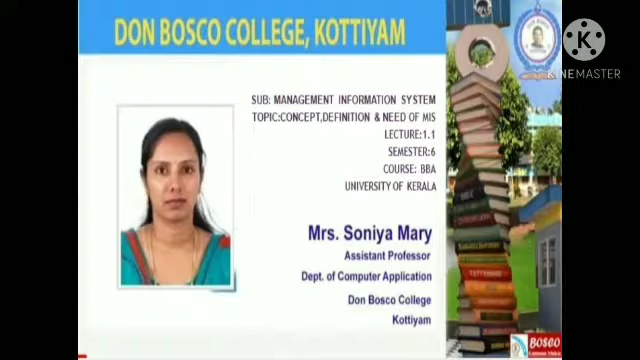 DON BOSCO COLLEGE, KOTTIYAM
KINEMASTER
SUB: MANAGEMENT INFORMATION SYSTEM
TOPIC:CONCEPT,DEFINITION & NEED OF MIS
LECTURE:1.1
SEMESTER:6
COURSE: BBA
UNIVERSITY OF KERALA
Mrs. Soniya Mary
Assistant Professor
Dept. of Computer Application
Don Bosco College
Kottiyam
BOSCO